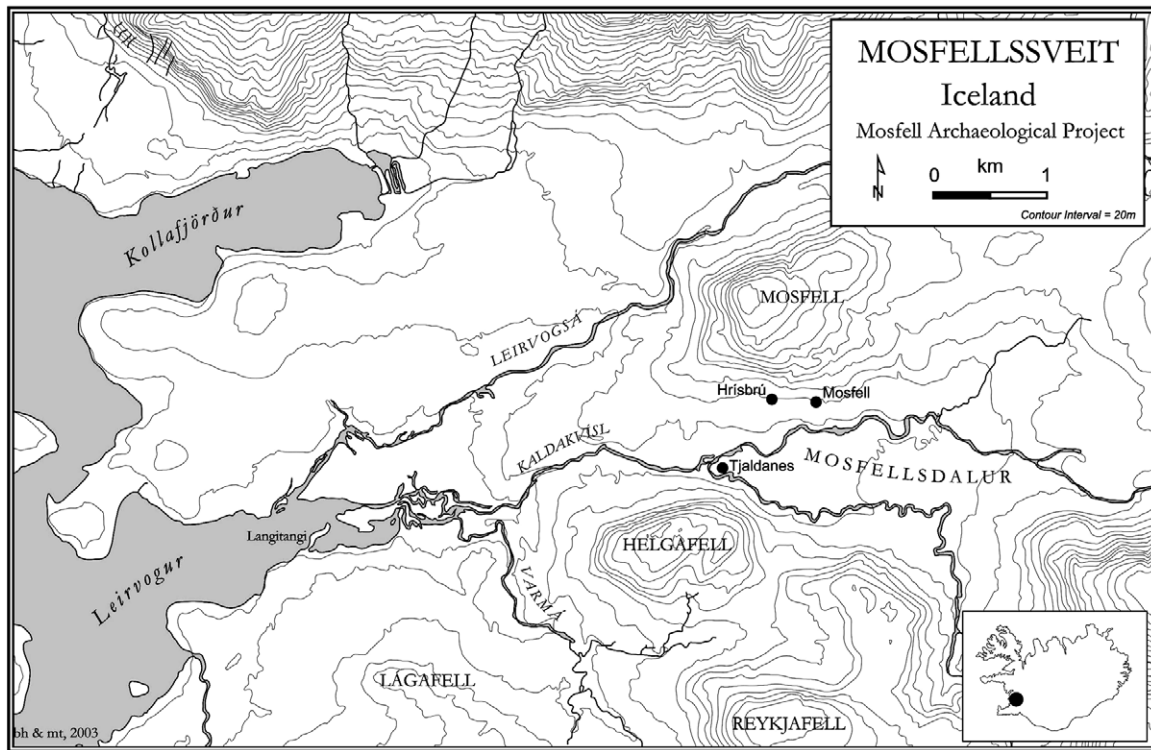 MOSFELLSSVEIT
Iceland
Mosfell Archaeological Project
N
0 km 1
Contour Interval = 20m
Kollafjörður
MOSFELL
LEIRVOGSÁ
Hrísbrú
Mosfell
KALDAKVÍSL
Tjaldanes
MOSFELLSDALUR
Langitangi
HELGAFELL
Leirvogur
VARMÁ
LÁGAFELL
REYKJAFELL
bh & mt, 2003